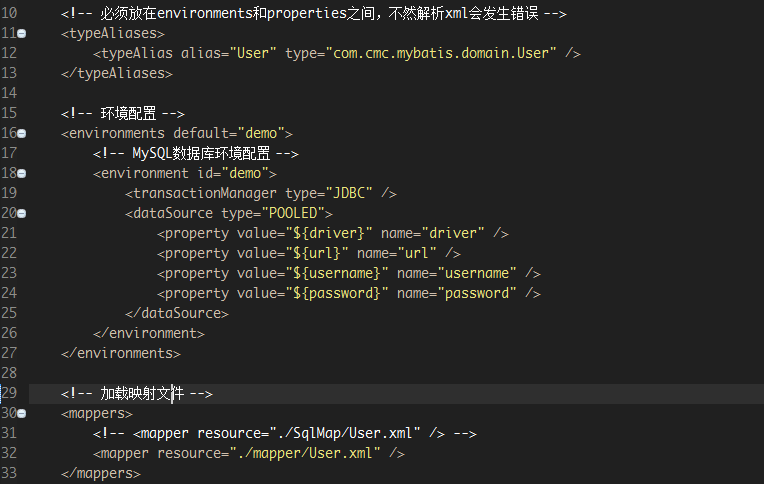 10 <!-- 必须放在environments和properties之间，不然解析xml会发生错误 -->
11 <typeAliases>
12 <typeAlias alias="User" type="com.cmc.mybatis.domain.User" />
13 </typeAliases>
14
15 <!-- 环境配置 -->
16 <environments default="demo">
17 <!-- MySQL数据库环境配置 -->
18 <environment id="demo">
19 <transactionManager type="JDBC" />
20 <dataSource type="POOLED">
21 <property value="${driver}" name="driver" />
22 <property value="${url}" name="url" />
23 <property value="${username}" name="username" />
24 <property value="${password}" name="password" />
25 </dataSource>
26 </environment>
27 </environments>
28
29 <!-- 加载映射文件 -->
30 <mappers>
31 <!-- <mapper resource="./SqlMap/User.xml" /> -->
32 <mapper resource="./mapper/User.xml" />
33 </mappers>